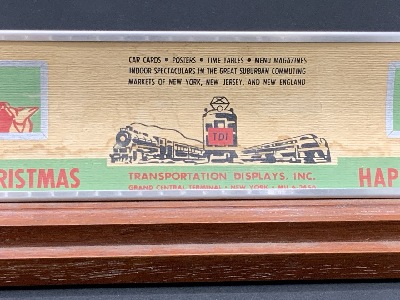 CAR CARDS • POSTERS • TIME TABLES • MENU MAGAZINES
INDOOR SPECTACULARS IN THE GREAT SUBURBAN COMMUTING
MARKETS OF NEW YORK, NEW JERSEY, AND NEW ENGLAND
TDI
RISTMAS
TRANSPORTATION DISPLAYS, INC.
HAP
GRAND CENTRAL TERMINAL • NEW YORK • MU